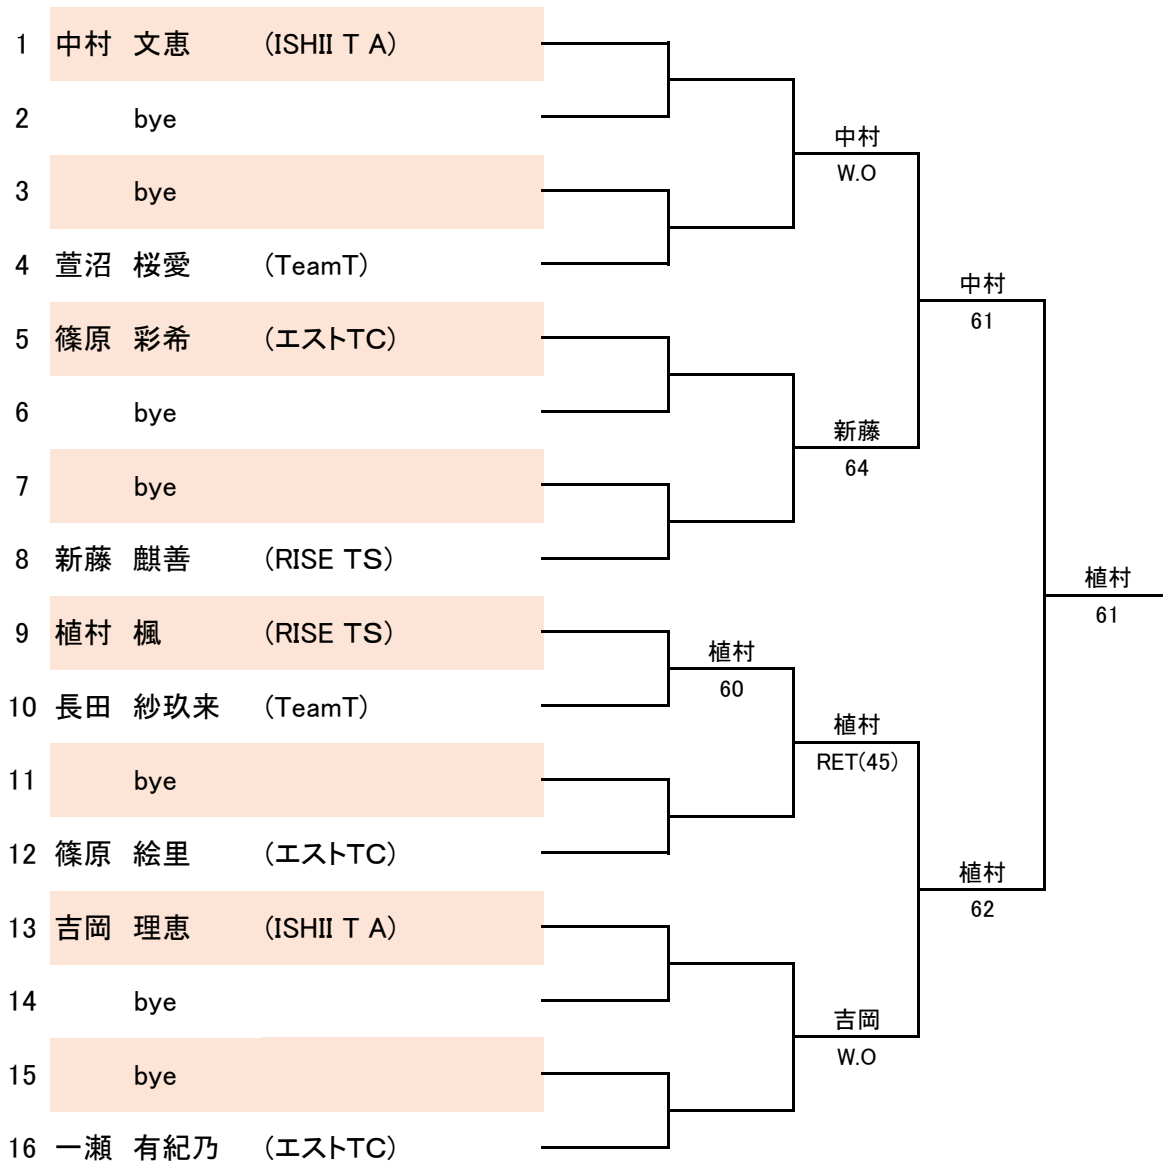 1 中村 文恵 (ISHII T A)
2 bye
中村
W.O
3 bye
4 萱沼 桜愛 (TeamT)
中村
61
5 篠原 彩希 (エストTC)
6 bye
新藤
64
7 bye
8 新藤 麒善 (RISE TS)
植村
61
9 植村 楓 (RISE TS)
植村
60
10 長田 紗玖来 (TeamT)
植村
RET(45)
11 bye
12 篠原 絵里 (エストTC)
植村
62
13 吉岡 理恵 (ISHII T A)
14 bye
吉岡
W.O
15 bye
16 一瀬 有紀乃 (エストTC)